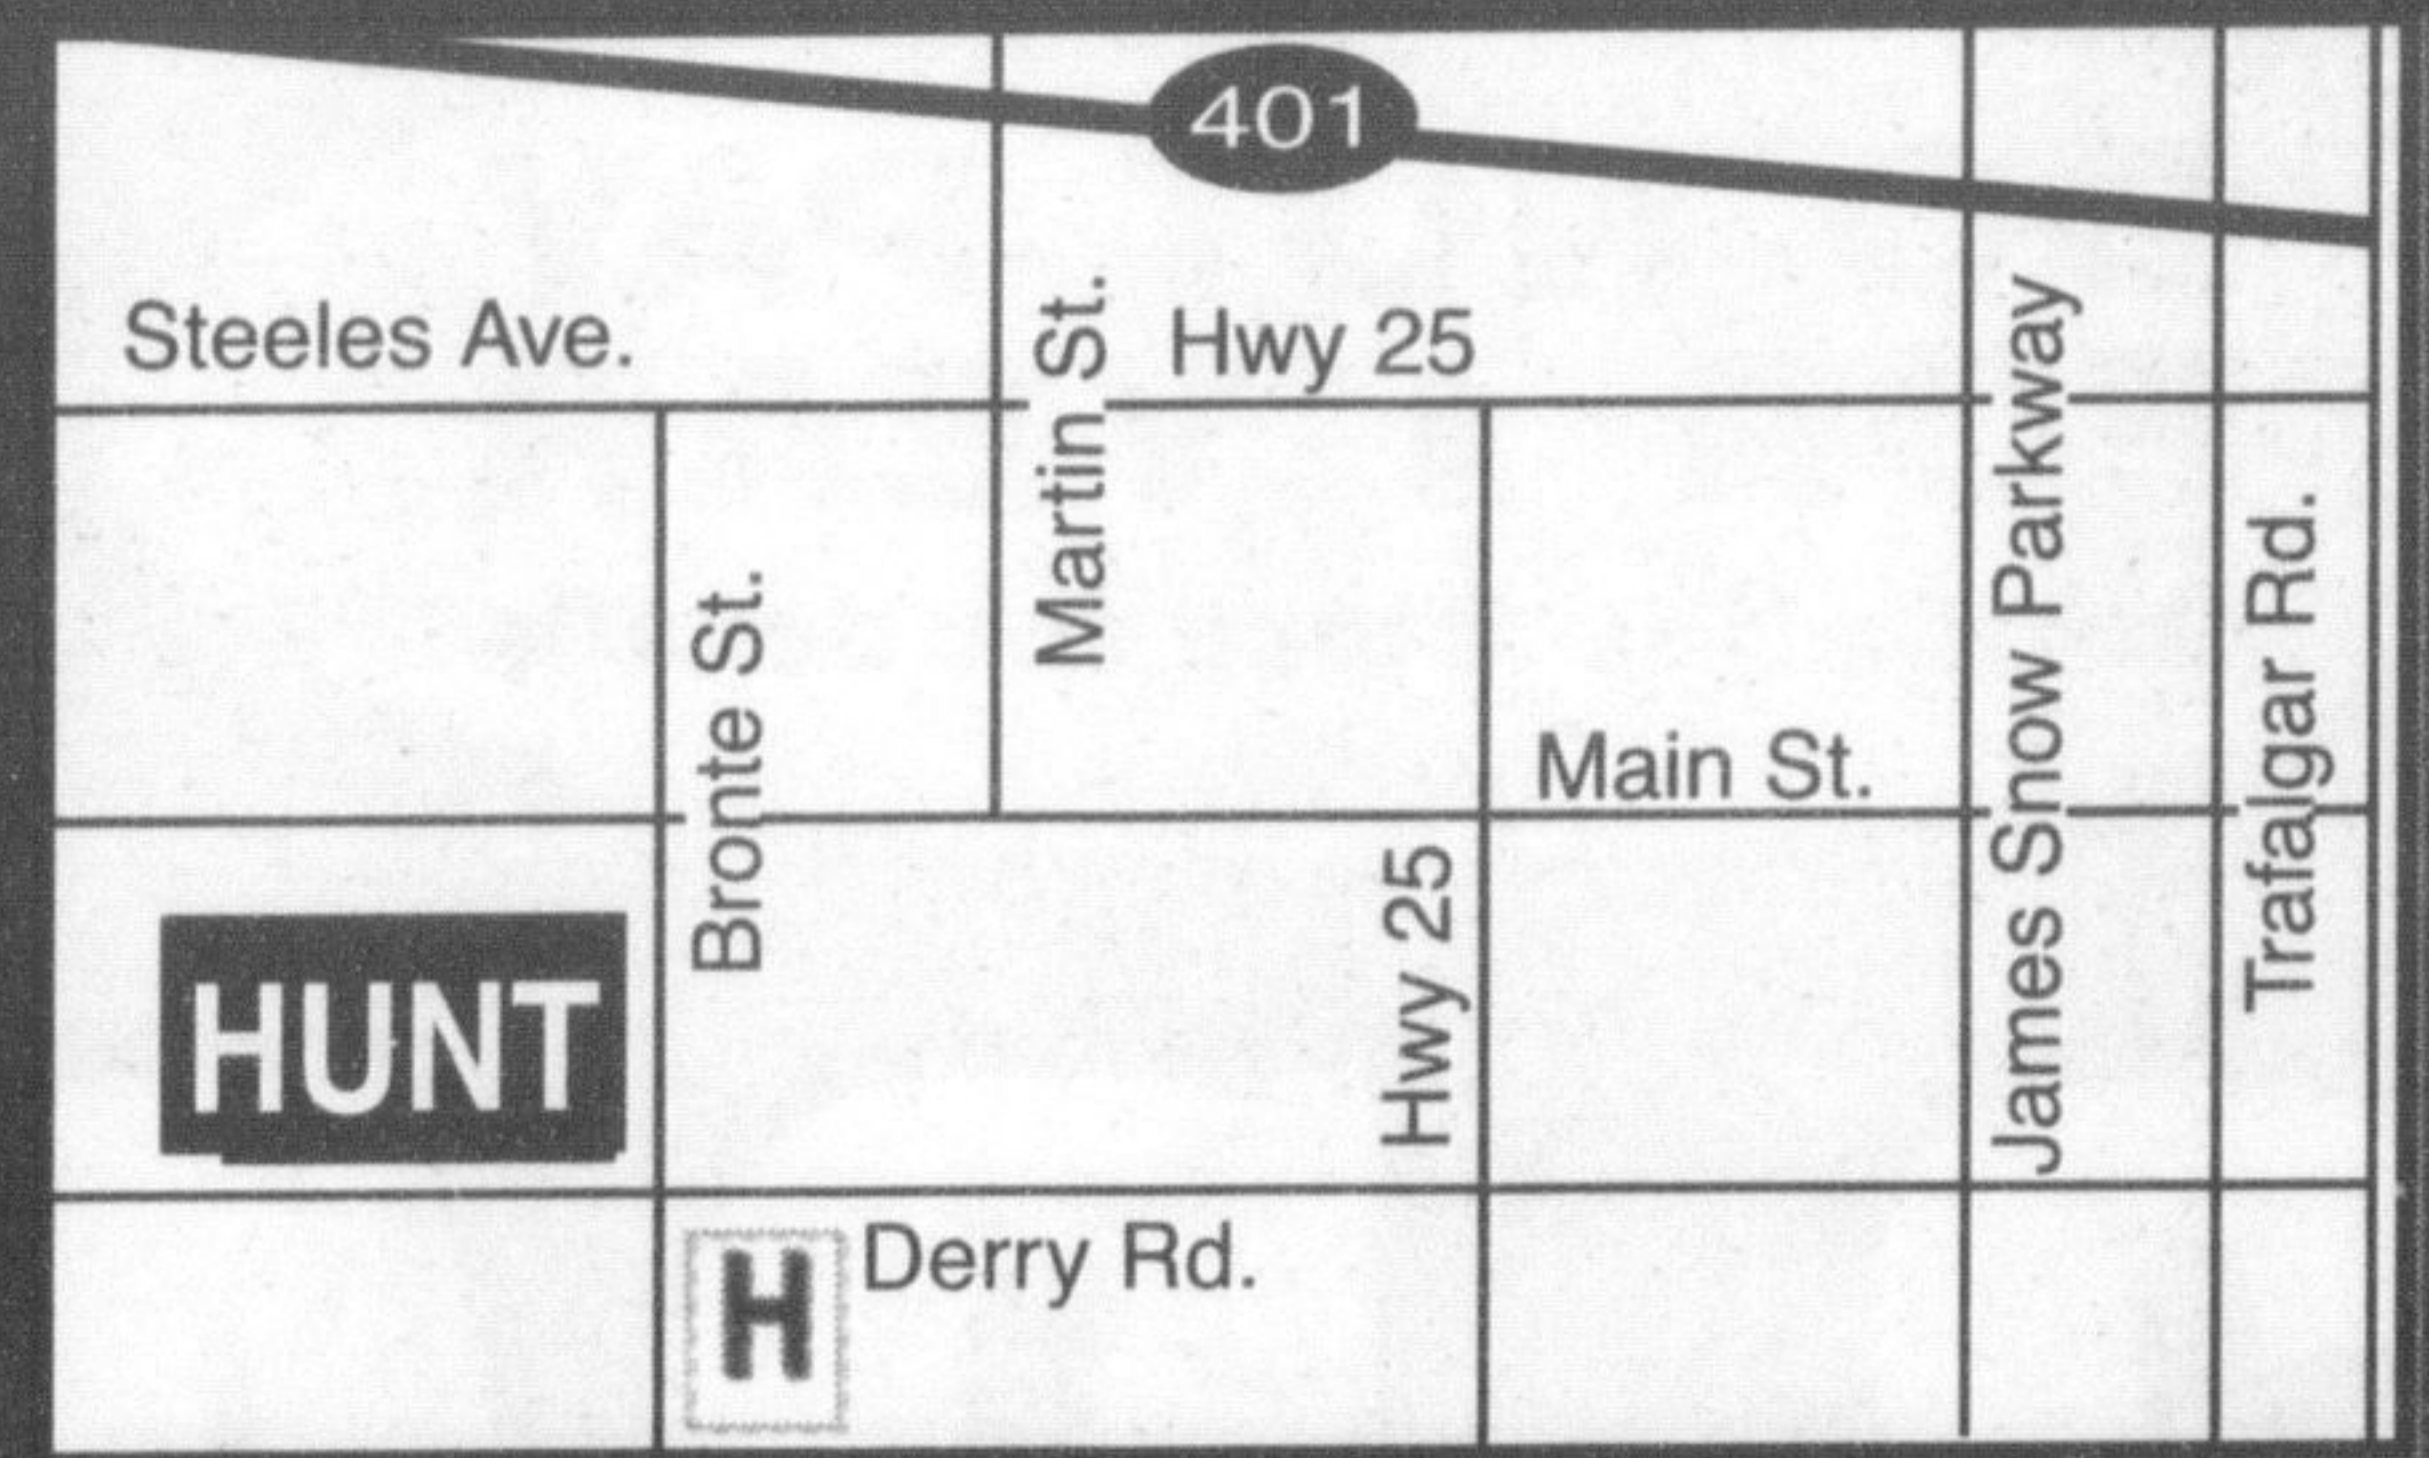 401
Steeles Ave.
Martin St.
Hwy 25
James Snow Parkway
Bronte St.
Trafalgar Rd.
Main St.
Hwy 25
HUNT
H
Derry Rd.